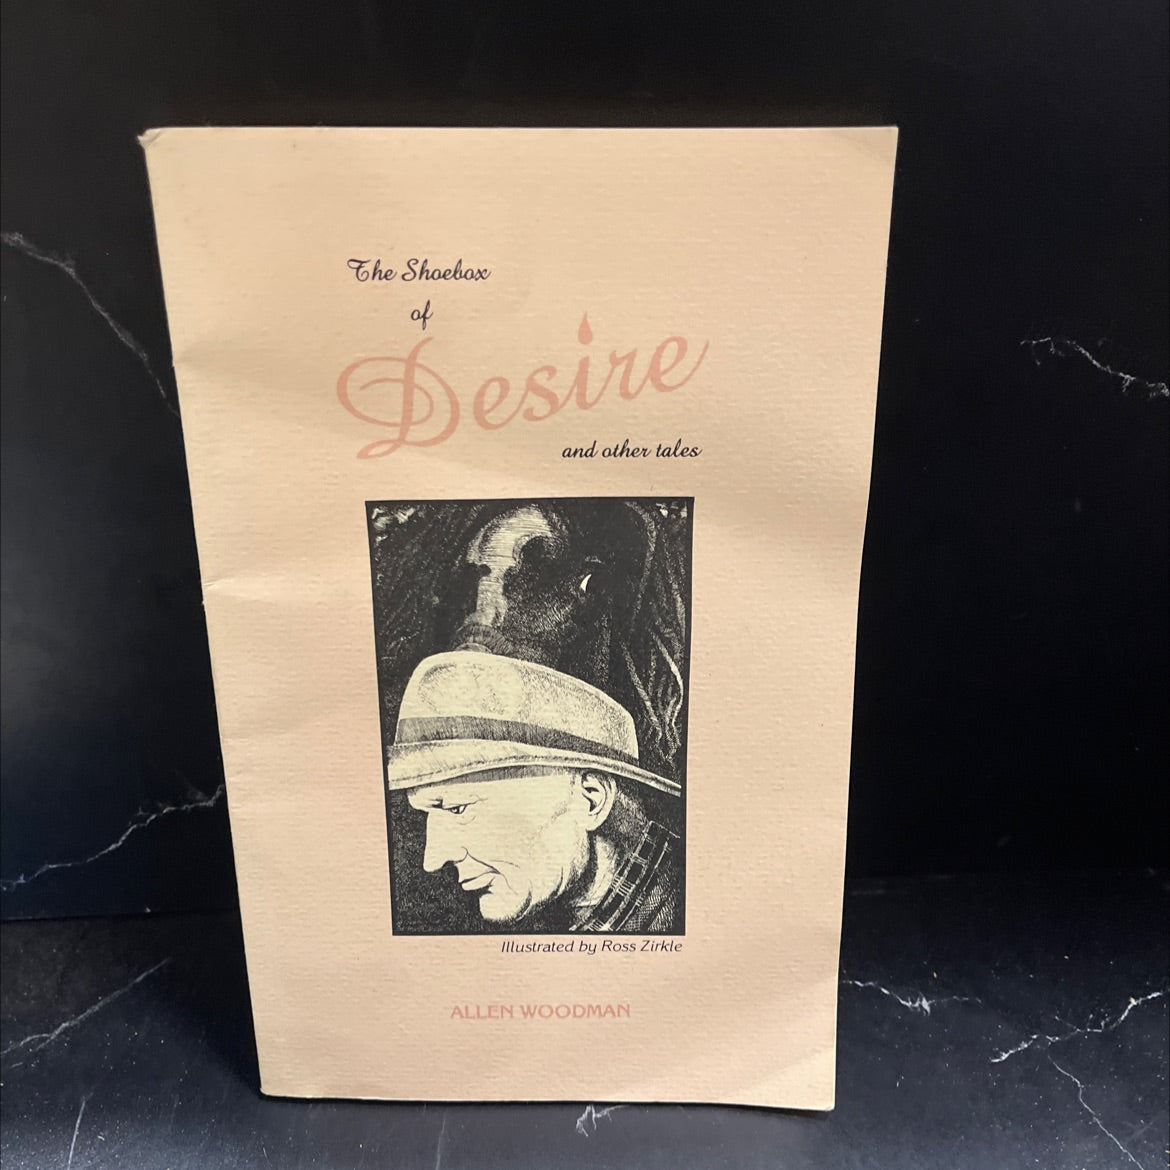 The Shoebox
of
Desire
and other tales
Illustrated by Ross Zirkle
ALLEN WOODMAN